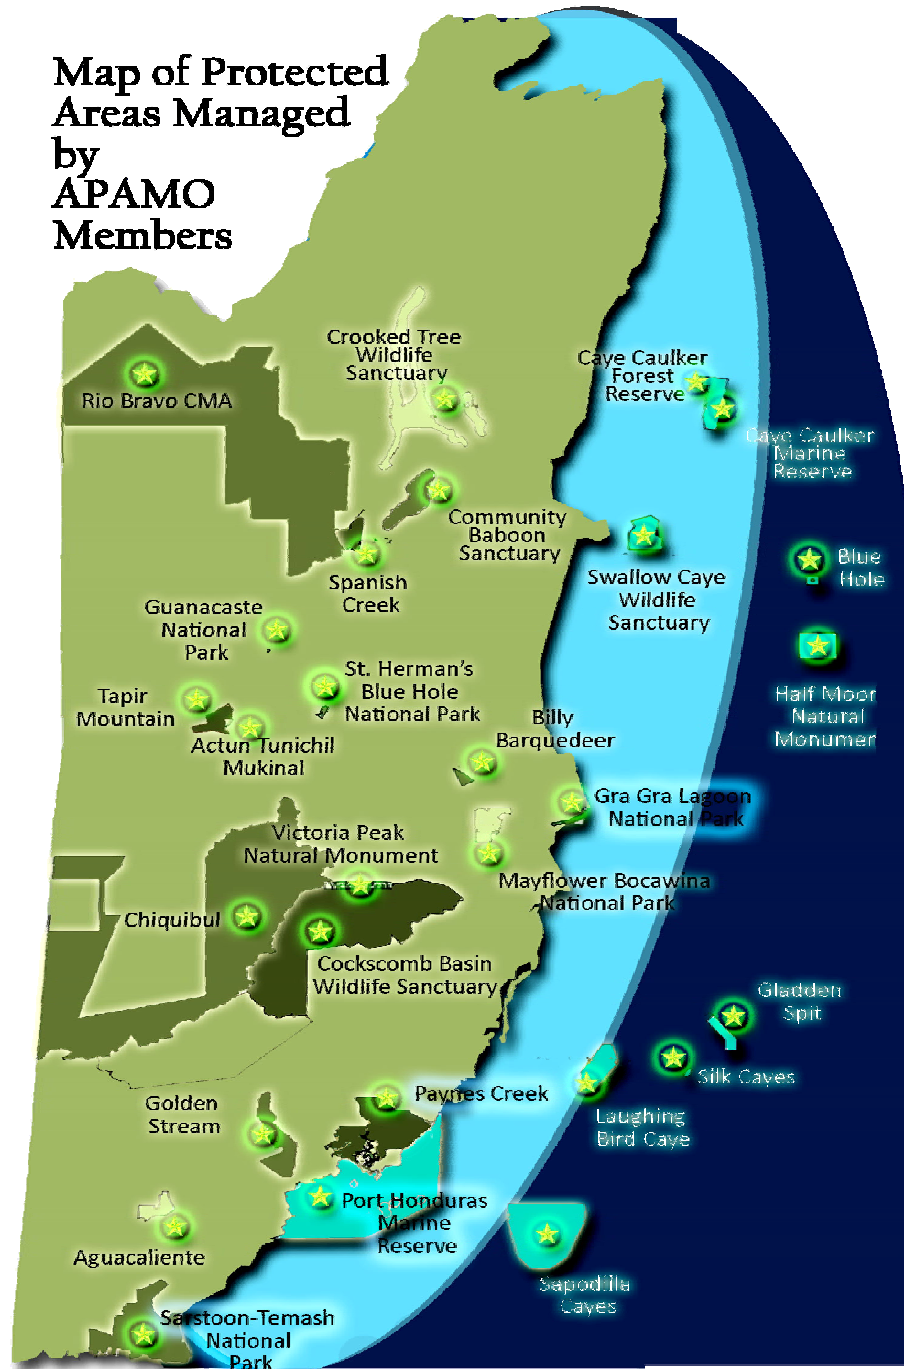 Map of Protected
Areas Managed
by
APAMO
Members
Crooked Tree
Wildlife
Sanctuary
Caye Caulker
Forest
Reserve
Rio Bravo CMA
Caye Caulker
Marine
Reserve
Community
Baboon
Sanctuary
Blue
Hole
Spanish
Creek
Swallow Caye
Wildlife
Sanctuary
Guanacaste
National
Park
St. Herman's
Blue Hole
National Park
Tapir
Mountain
Half Moor
Natural
Monumer
Billy
Barquedeer
Actun Tunichil
Mukinal
Gra Gra Lagoon
National Park
Victoria Peak
Natural Monument
Mayflower Bocawina
National Park
Chiquibul
Cockscomb Basin
Wildlife Sanctuary
Gladden
Spit
Silk Cayes
Paynes Creek
Golden
Stream
Laughing
Bird Caye
Port Honduras
Marine
Reserve
Aguacaliente
Sapodilla
Cayes
Sarstoon-Temash
National
Park